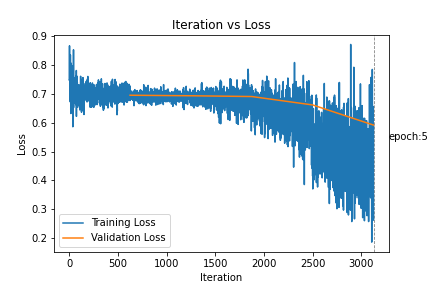 Iteration vs Loss
Loss
0.9
0.8
0.7
0.6
0.5
0.4
0.3
0.2
epoch:5
Training Loss
Validation Loss
0
500
1000
1500
2000
2500
3000
Iteration